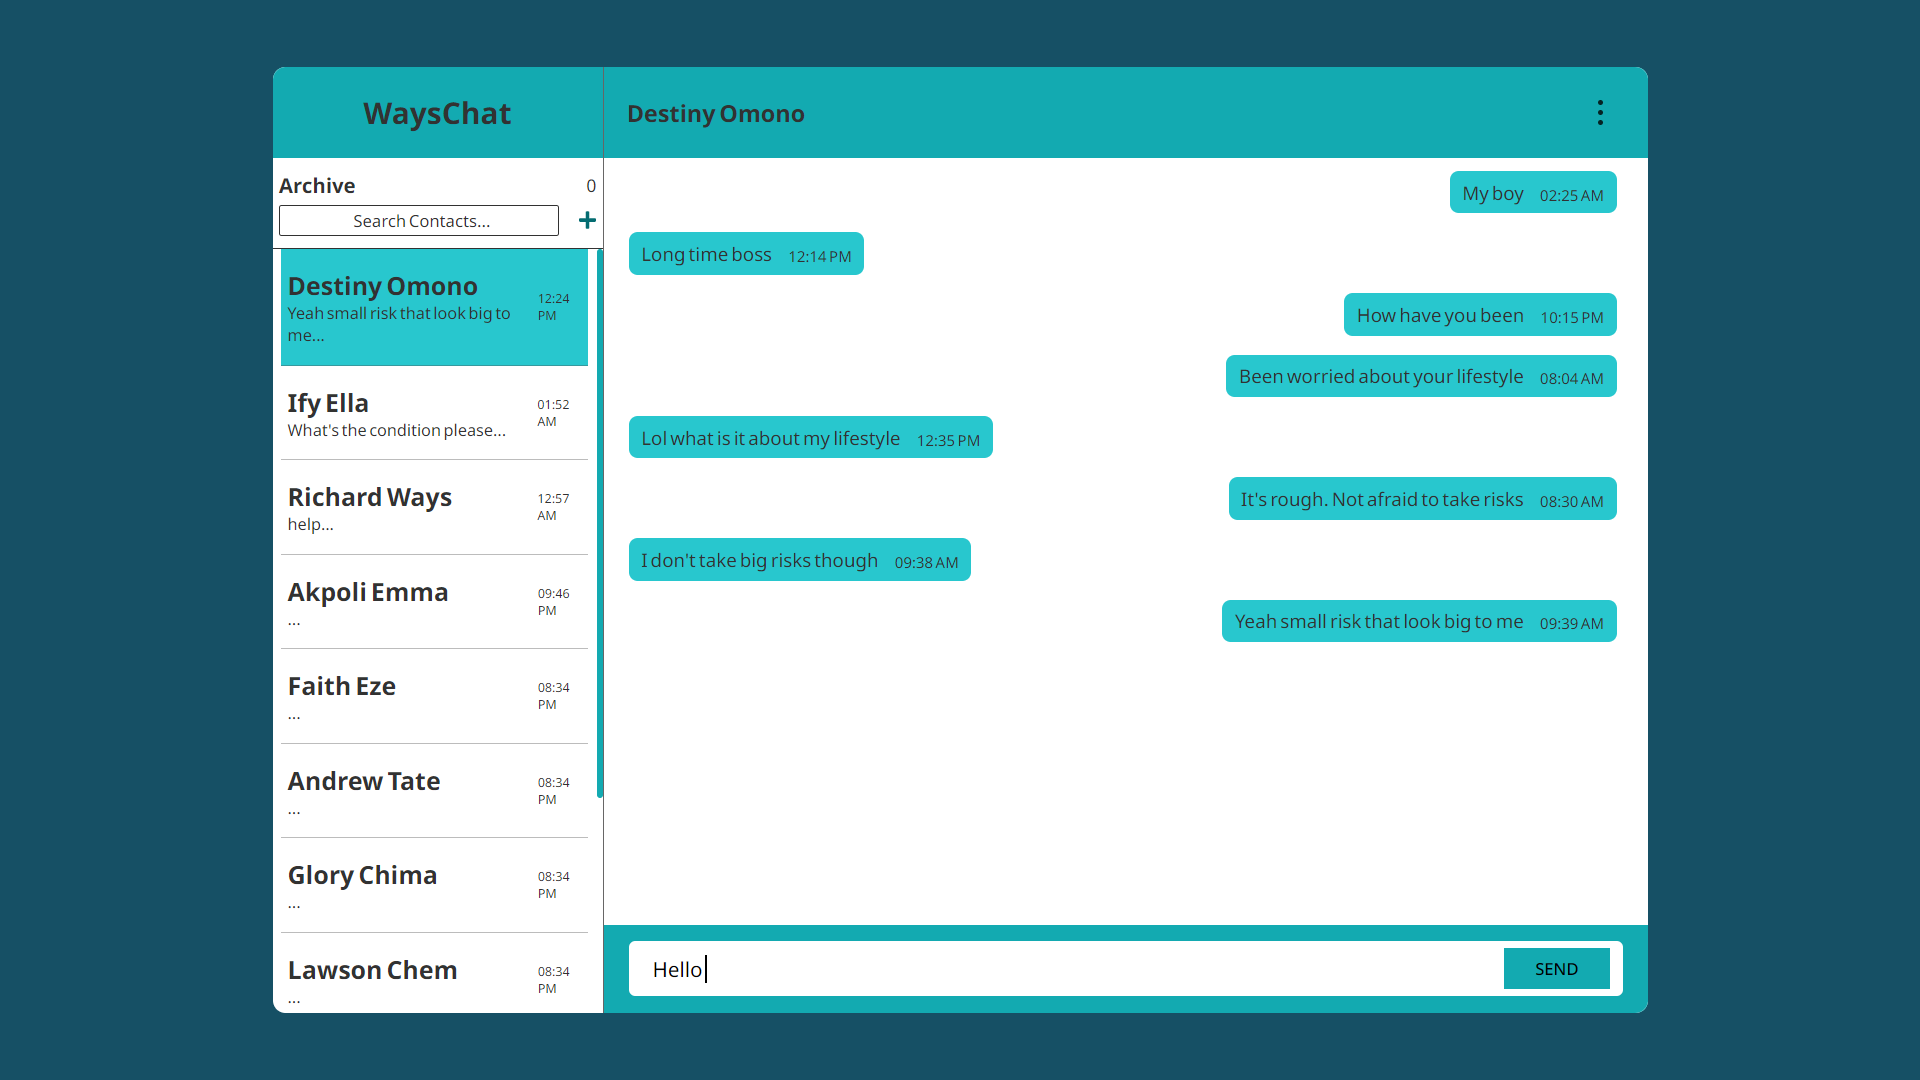 WaysChat
Archive 0
Search Contacts...
Destiny Omono
Yeah small risk that look big to
me...
12:24
PM
Ify Ella
What's the condition please...
01:52
AM
Richard Ways
help...
12:57
AM
Akpoli Emma
...
09:46
PM
Faith Eze
...
08:34
PM
Andrew Tate
...
08:34
PM
Glory Chima
...
08:34
PM
Lawson Chem
...
08:34
PM
Destiny Omono
My boy 02:25 AM
Long time boss 12:14 PM
How have you been 10:15 PM
Been worried about your lifestyle 08:04 AM
Lol what is it about my lifestyle 12:35 PM
It's rough. Not afraid to take risks 08:30 AM
I don't take big risks though 09:38 AM
Yeah small risk that look big to me 09:39 AM
Hello
SEND